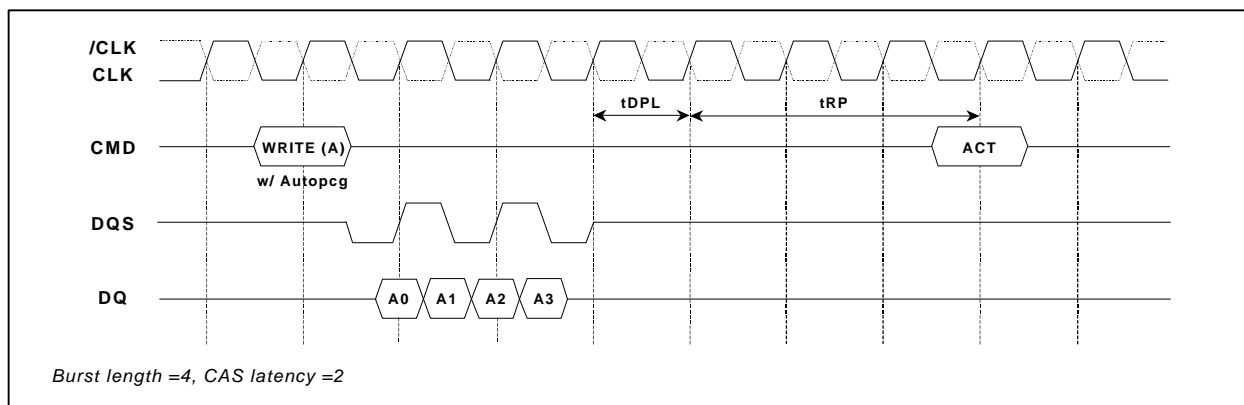 /CLK
CLK
tDPL
tRP
CMD
WRITE (A)
ACT
w/ Autopcg
DQS
DQ
A0
A1
A2
A3
Burst length =4, CAS latency =2